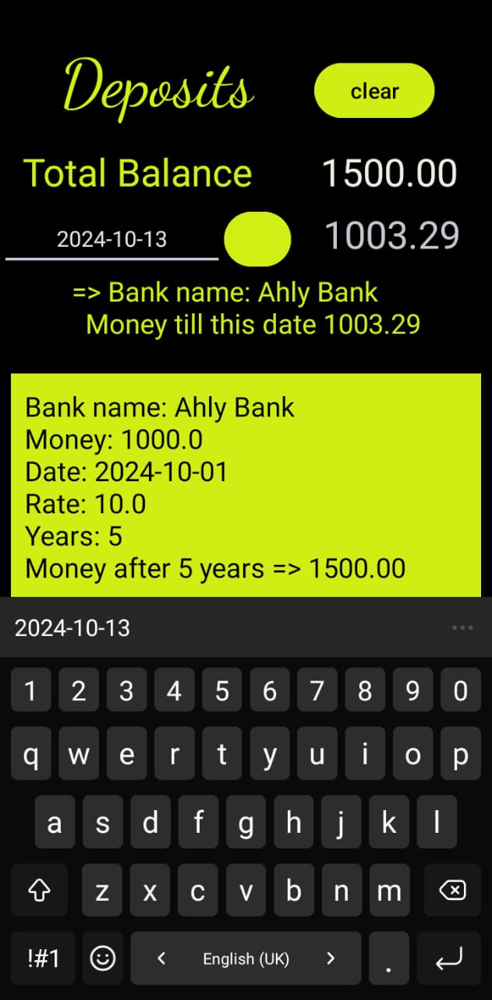 Deposits
clear
Total Balance 1500.00
2024-10-13 1003.29
=> Bank name: Ahly Bank
Money till this date 1003.29
Bank name: Ahly Bank
Money: 1000.0
Date: 2024-10-01
Rate: 10.0
Years: 5
Money after 5 years => 1500.00
2024-10-13 ...
1 2 3 4 5 6 7 8 9 0
q w e r t y u i o p
a s d f g h j k l
z x c v b n m
!#1 < English (UK) > .